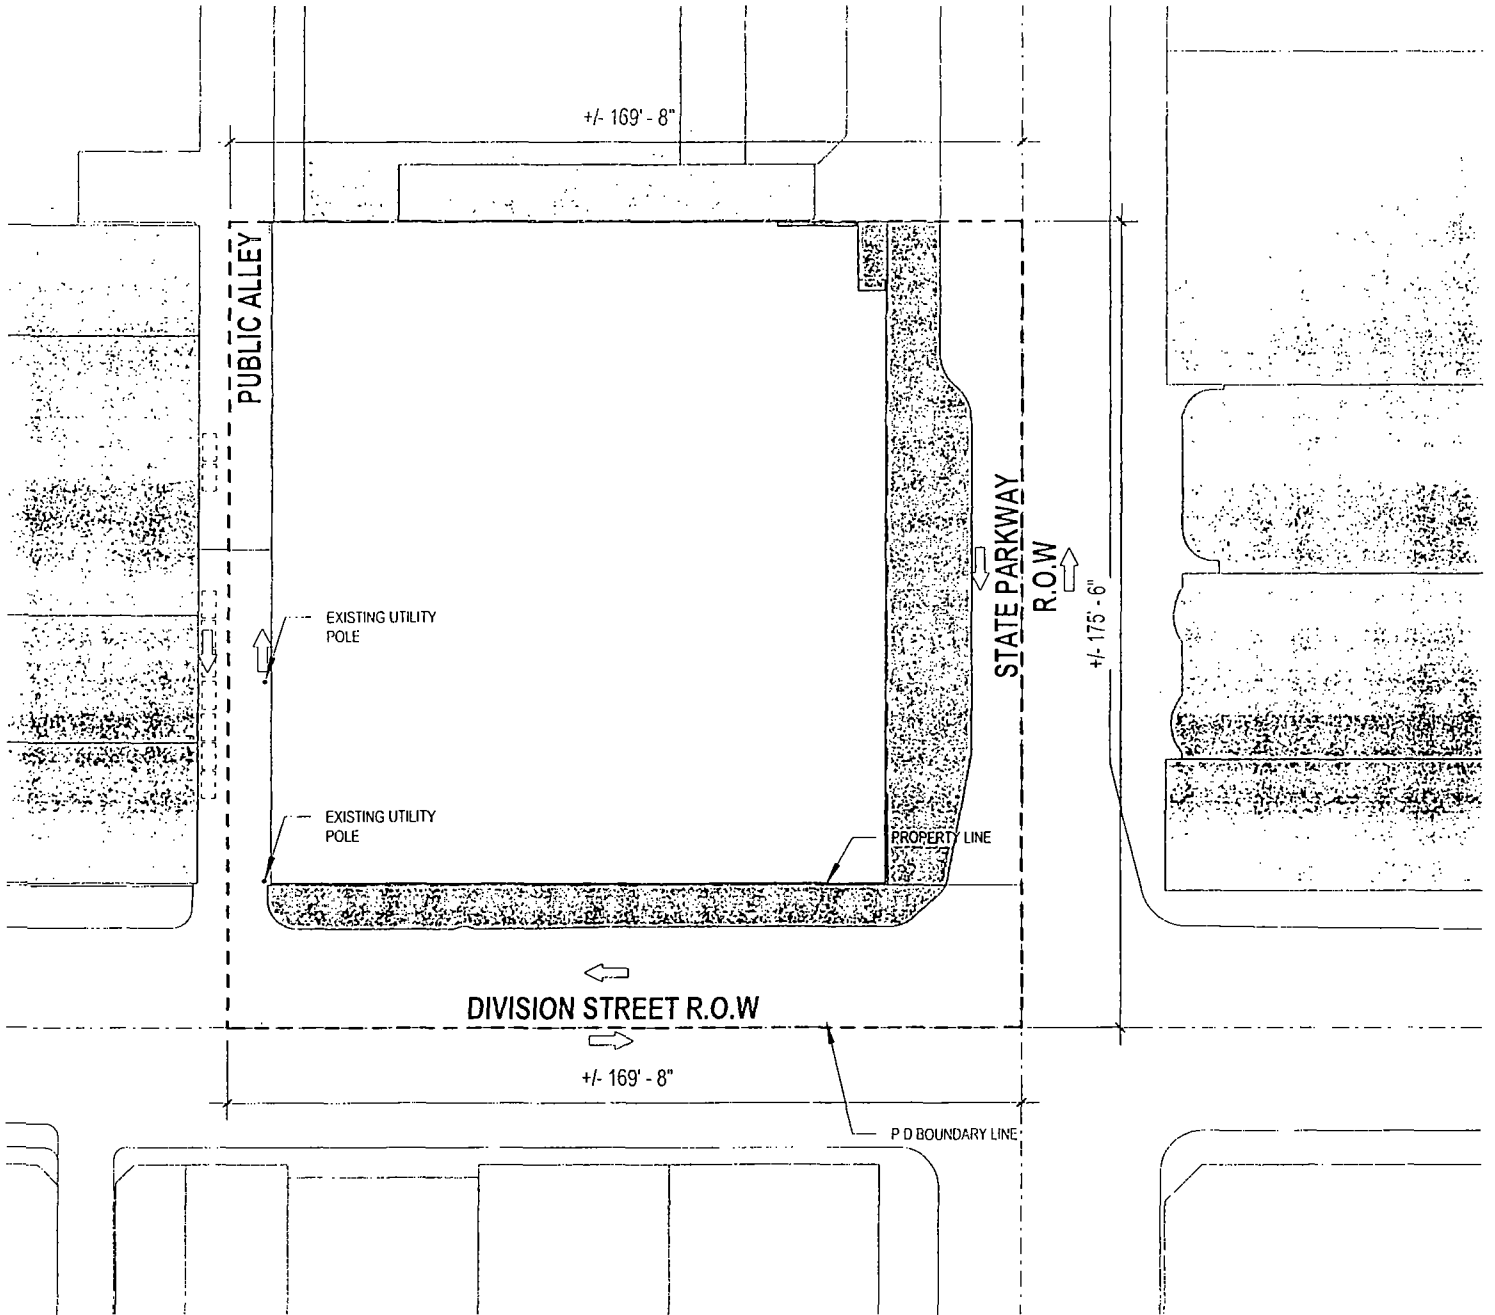 +/- 169' - 8"
PUBLIC ALLEY
STATE PARKWAY
R.O.W
+/- 175' - 6"
EXISTING UTILITY
POLE
EXISTING UTILITY
POLE
PROPERTY LINE
DIVISION STREET R.O.W
+/- 169' - 8"
P D BOUNDARY LINE